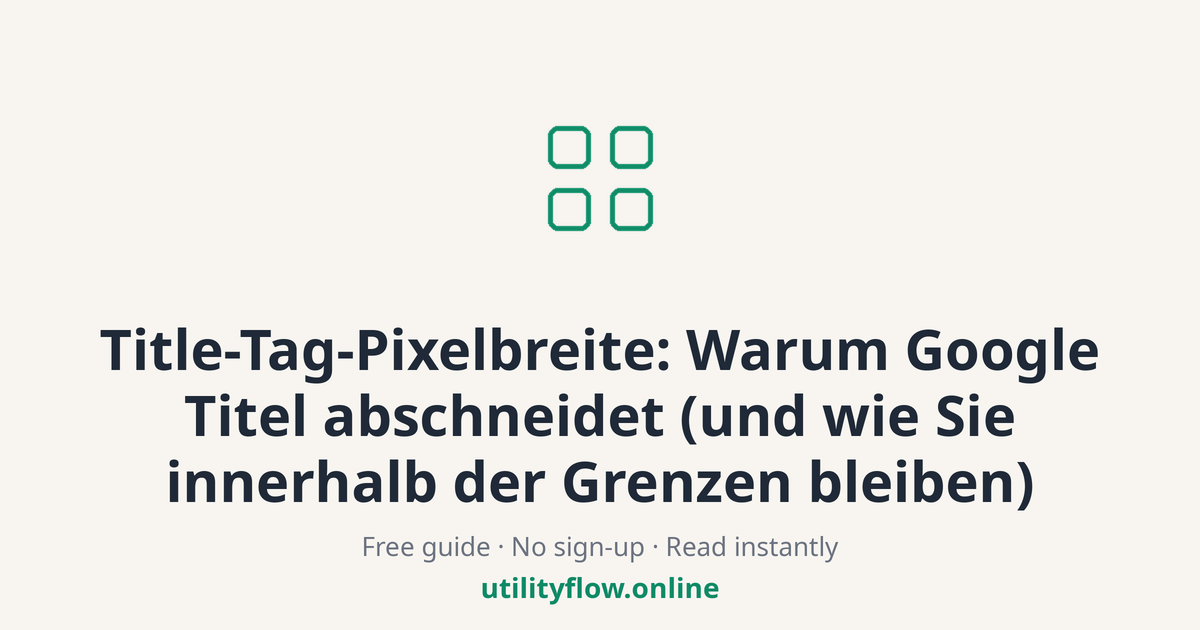 Title-Tag-Pixelbreite: Warum Google
Titel abschneidet (und wie Sie
innerhalb der Grenzen bleiben)
Free guide · No sign-up · Read instantly
utilityflow.online